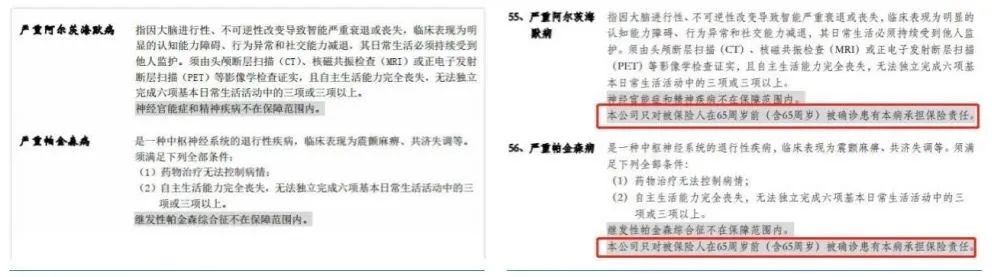 严重阿尔茨海默病
指因大脑进行性、不可逆性改变导致智能严重衰退或丧失，临床表现为明
显的认知能力障碍、行为异常和社交能力减退，其日常生活必须持续受到
他人监护。须由头颅断层扫描（CT）、核磁共振检查（MRI）或正电子发射
断层扫描（PET）等影像学检查证实，且自主生活能力完全丧失，无法独立
完成六项基本日常生活活动中的三项或三项以上。
神经官能症和精神疾病不在保障范围内。
严重帕金森病
是一种中枢神经系统的退行性疾病，临床表现为震颤麻痹、共济失调等。
须满足下列全部条件：
（1）药物治疗无法控制病情；
（2）自主生活能力完全丧失，无法独立完成六项基本日常生活活动中的三
项或三项以上。
继发性帕金森综合征不在保障范围内。
55、严重阿尔茨海
默病
指因大脑进行性、不可逆性改变导致智能严重衰退或丧失，临床表现为明显的
认知能力障碍、行为异常和社交能力减退，其日常生活必须持续受到他人监
护。须由头颅断层扫描（CT）、核磁共振检查（MRI）或正电子发射断层扫描
（PET）等影像学检查证实，且自主生活能力完全丧失，无法独立完成六项基
本日常生活活动中的三项或三项以上。
神经官能症和精神疾病不在保障范围内。
本公司只对被保险人在65周岁前（含65周岁）被确诊患有本病承担保险责任。
56、严重帕金森病
是一种中枢神经系统的退行性疾病，临床表现为震颤麻痹、共济失调等。须满
足下列全部条件：
（1）药物治疗无法控制病情；
（2）自主生活能力完全丧失，无法独立完成六项基本日常生活活动中的三
项或三项以上。
继发性帕金森综合征不在保障范围内。
本公司只对被保险人在65周岁前（含65周岁）被确诊患有本病承担保险责任。